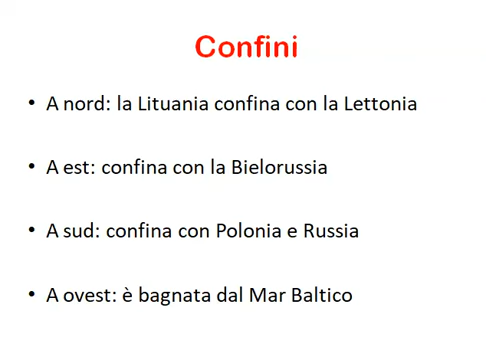 Confini
• A nord: la Lituania confina con la Lettonia
• A est: confina con la Bielorussia
• A sud: confina con Polonia e Russia
• A ovest: è bagnata dal Mar Baltico